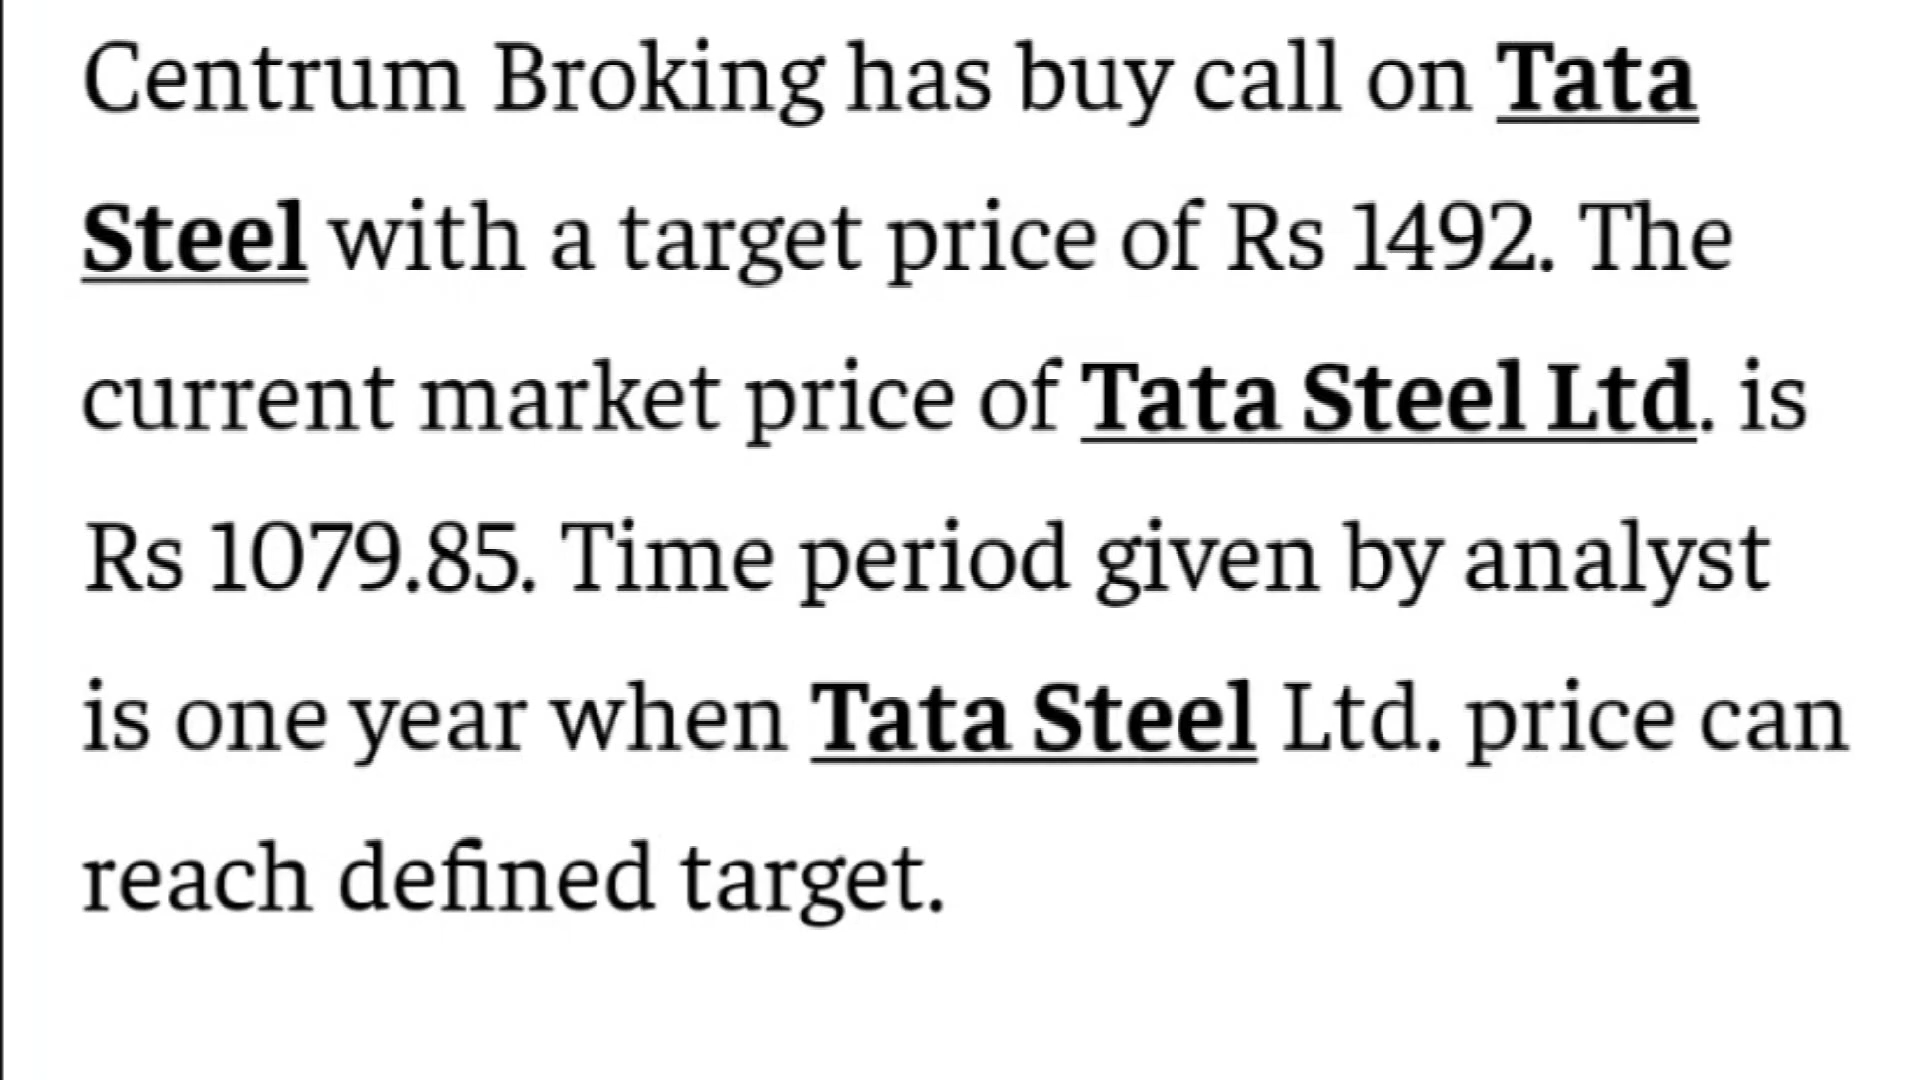 Centrum Broking has buy call on Tata
Steel with a target price of Rs 1492. The
current market price of Tata Steel Ltd. is
Rs 1079.85. Time period given by analyst
is one year when Tata Steel Ltd. price can
reach defined target.